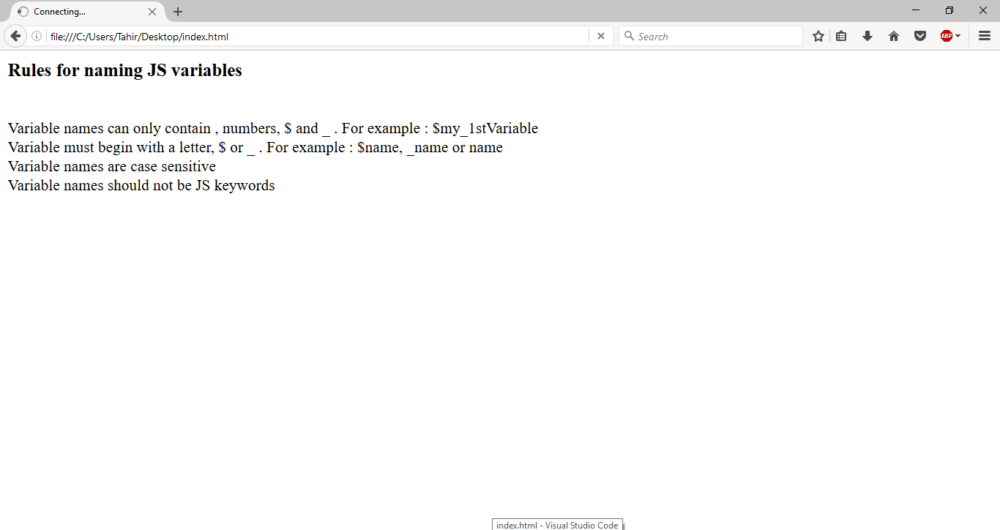 Connecting...
file:///C:/Users/Tahir/Desktop/index.html
Search
ABP
Rules for naming JS variables
Variable names can only contain , numbers, $ and _ . For example : $my_1stVariable
Variable must begin with a letter, $ or _ . For example : $name, _name or name
Variable names are case sensitive
Variable names should not be JS keywords
index.html - Visual Studio Code